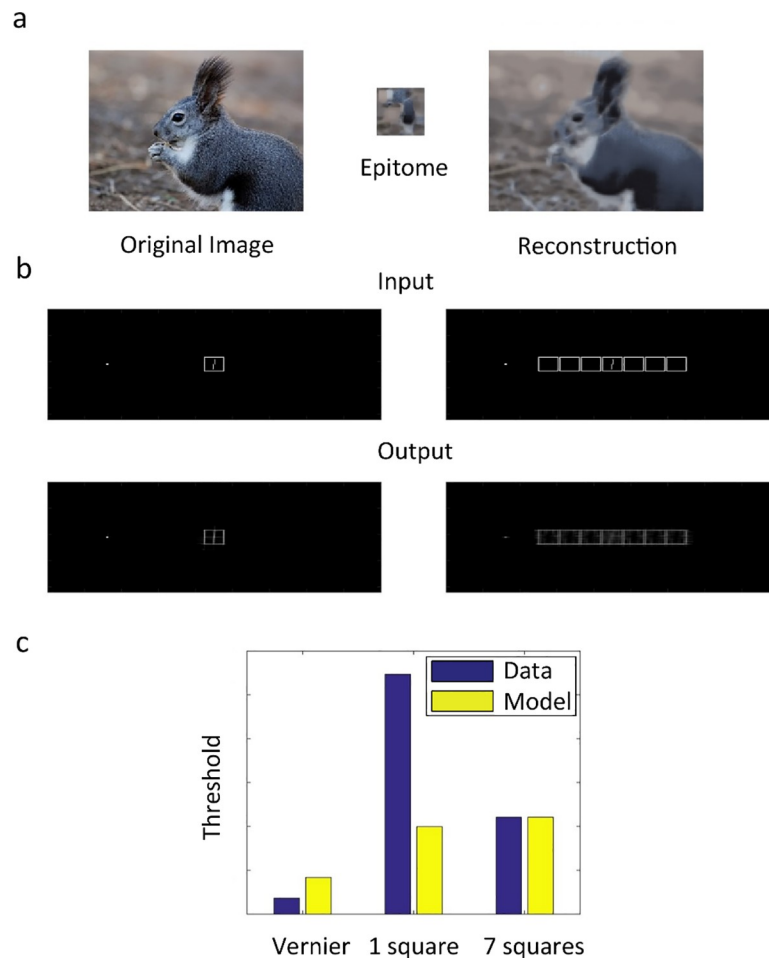 a
Epitome
Original Image
Reconstruction
b
Input
Output
c
Data
Model
Threshold
Vernier 1 square 7 squares